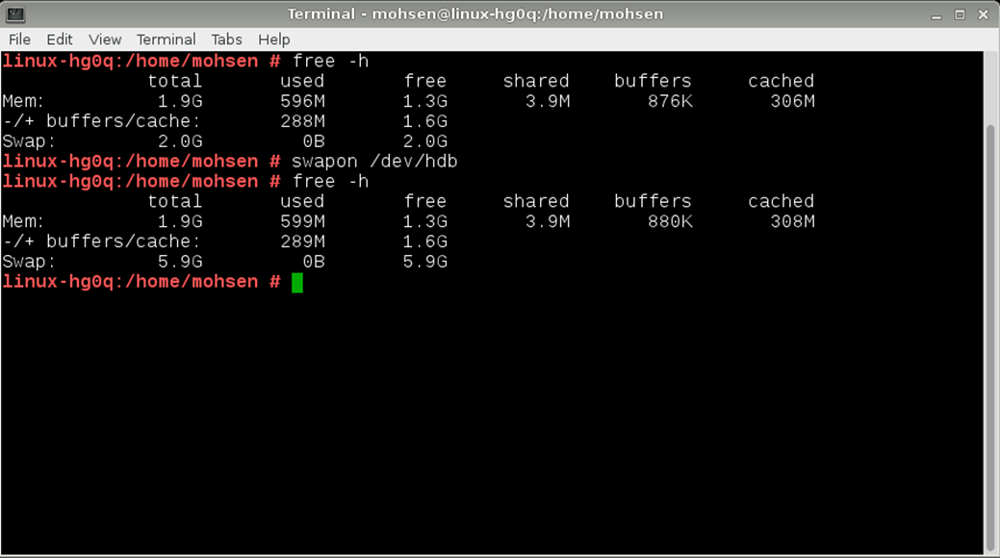 Terminal - mohsen@linux-hg0q:/home/mohsen
File Edit View Terminal Tabs Help
linux-hg0q:/home/mohsen # free -h
total used free shared buffers cached
Mem: 1.9G 596M 1.3G 3.9M 876K 306M
-/+ buffers/cache: 288M 1.6G
Swap: 2.0G 0B 2.0G
linux-hg0q:/home/mohsen # swapon /dev/hdb
linux-hg0q:/home/mohsen # free -h
total used free shared buffers cached
Mem: 1.9G 599M 1.3G 3.9M 880K 308M
-/+ buffers/cache: 289M 1.6G
Swap: 5.9G 0B 5.9G
linux-hg0q:/home/mohsen #